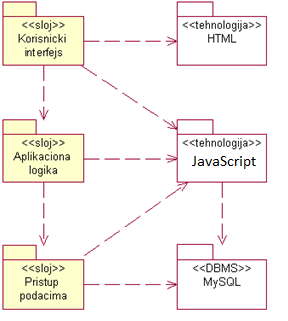 <<sloj>>
Korisnicki
interfejs
<<tehnologija>>
HTML
<<sloj>>
Aplikaciona
logika
<<tehnologija>>
JavaScript
<<sloj>>
Pristup
podacima
<<DBMS>>
MySQL